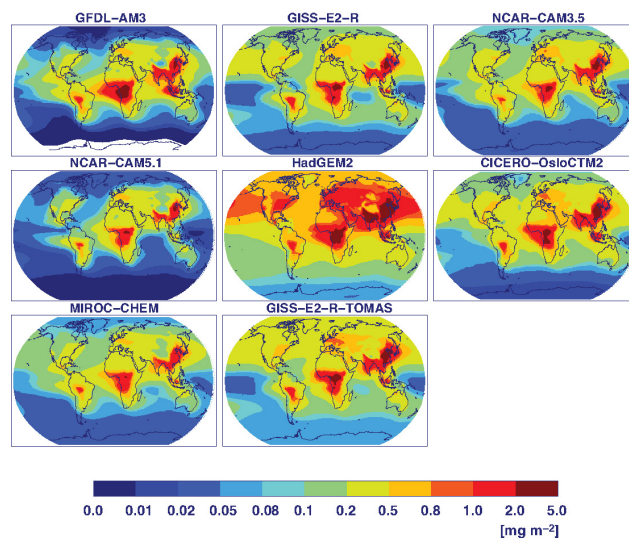 GFDL−AM3 GISS−E2−R NCAR−CAM3.5
NCAR−CAM5.1 HadGEM2 CICERO−OsloCTM2
MIROC−CHEM GISS−E2−R−TOMAS
0.0 0.01 0.02 0.05 0.08 0.1 0.2 0.5 0.8 1.0 2.0 5.0
[mg m−2]